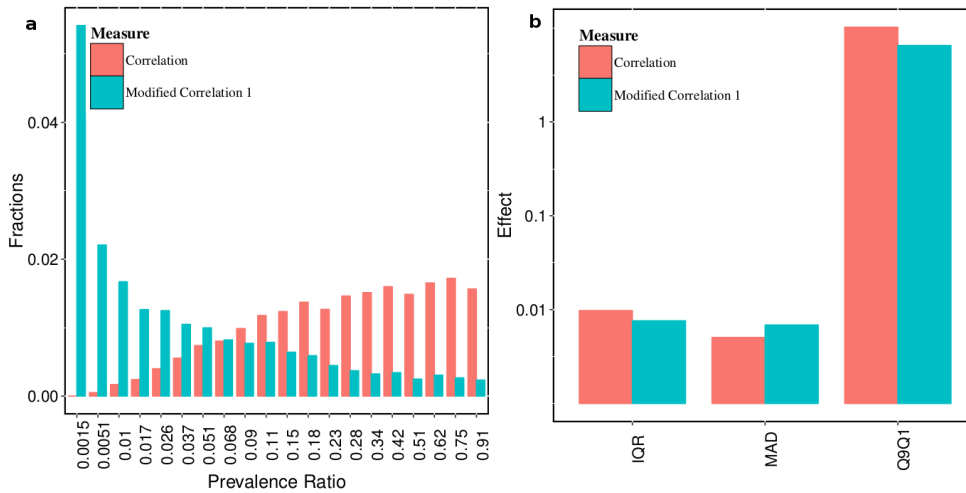 a
Measure
Correlation
Modified Correlation 1
0.04
0.02
0.00
Fractions
0.0015
0.0051
0.01
0.017
0.026
0.037
0.051
0.068
0.09
0.11
0.15
0.18
0.23
0.28
0.34
0.42
0.51
0.62
0.75
0.91
Prevalence Ratio
b
Measure
Correlation
Modified Correlation 1
1
0.1
0.01
Effect
IQR
MAD
Q9Q1